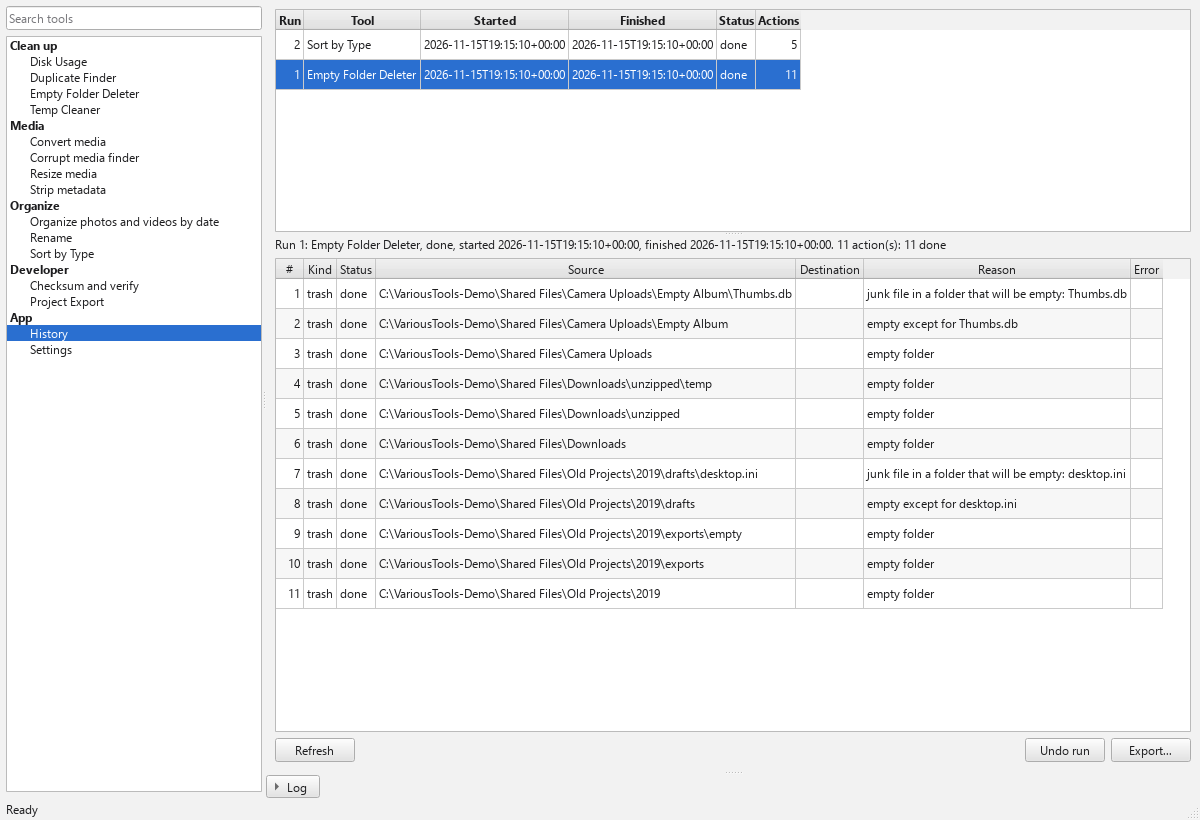 Search tools
Clean up
Disk Usage
Duplicate Finder
Empty Folder Deleter
Temp Cleaner
Media
Convert media
Corrupt media finder
Resize media
Strip metadata
Organize
Organize photos and videos by date
Rename
Sort by Type
Developer
Checksum and verify
Project Export
App
History
Settings
Run Tool Started Finished Status Actions
2 Sort by Type 2026-11-15T19:15:10+00:00 2026-11-15T19:15:10+00:00 done 5
1 Empty Folder Deleter 2026-11-15T19:15:10+00:00 2026-11-15T19:15:10+00:00 done 11
Run 1: Empty Folder Deleter, done, started 2026-11-15T19:15:10+00:00, finished 2026-11-15T19:15:10+00:00. 11 action(s): 11 done
# Kind Status Source Destination Reason Error
1 trash done C:\VariousTools-Demo\Shared Files\Camera Uploads\Empty Album\Thumbs.db junk file in a folder that will be empty: Thumbs.db
2 trash done C:\VariousTools-Demo\Shared Files\Camera Uploads\Empty Album empty except for Thumbs.db
3 trash done C:\VariousTools-Demo\Shared Files\Camera Uploads empty folder
4 trash done C:\VariousTools-Demo\Shared Files\Downloads\unzipped\temp empty folder
5 trash done C:\VariousTools-Demo\Shared Files\Downloads\unzipped empty folder
6 trash done C:\VariousTools-Demo\Shared Files\Downloads empty folder
7 trash done C:\VariousTools-Demo\Shared Files\Old Projects\2019\drafts\desktop.ini junk file in a folder that will be empty: desktop.ini
8 trash done C:\VariousTools-Demo\Shared Files\Old Projects\2019\drafts empty except for desktop.ini
9 trash done C:\VariousTools-Demo\Shared Files\Old Projects\2019\exports\empty empty folder
10 trash done C:\VariousTools-Demo\Shared Files\Old Projects\2019\exports empty folder
11 trash done C:\VariousTools-Demo\Shared Files\Old Projects\2019 empty folder
Refresh Undo run Export...
Log
Ready